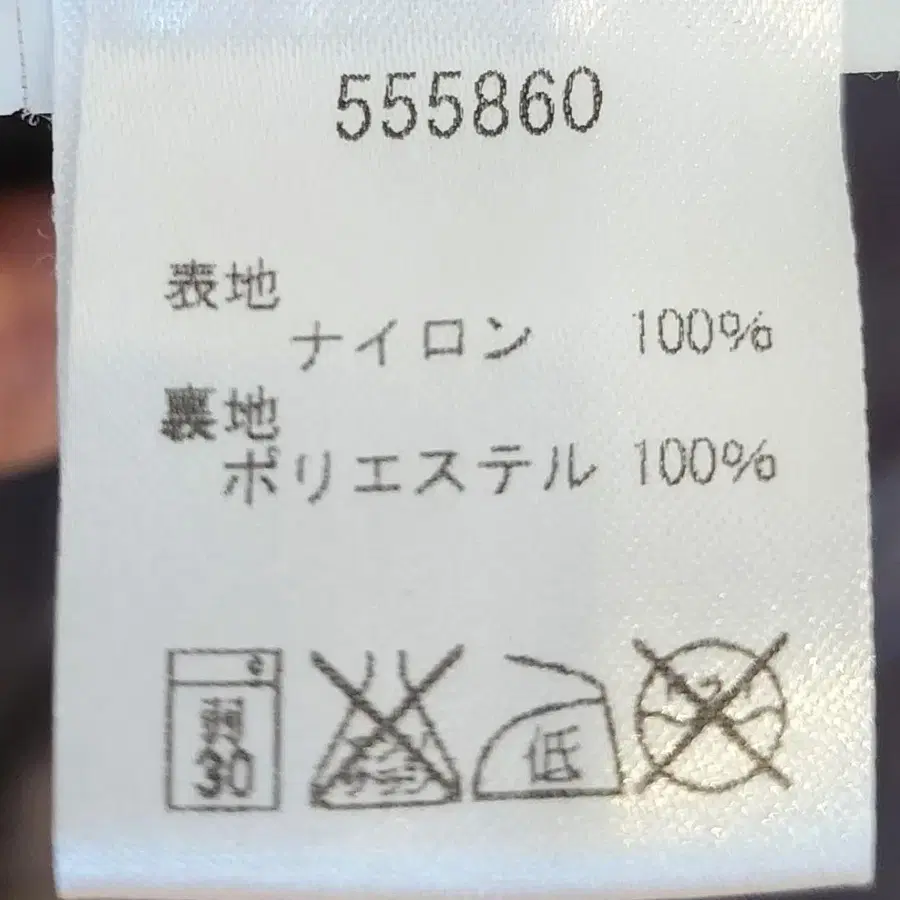 555860
表地
ナイロン 100%
裏地
ポリエステル 100%
弱
30
低